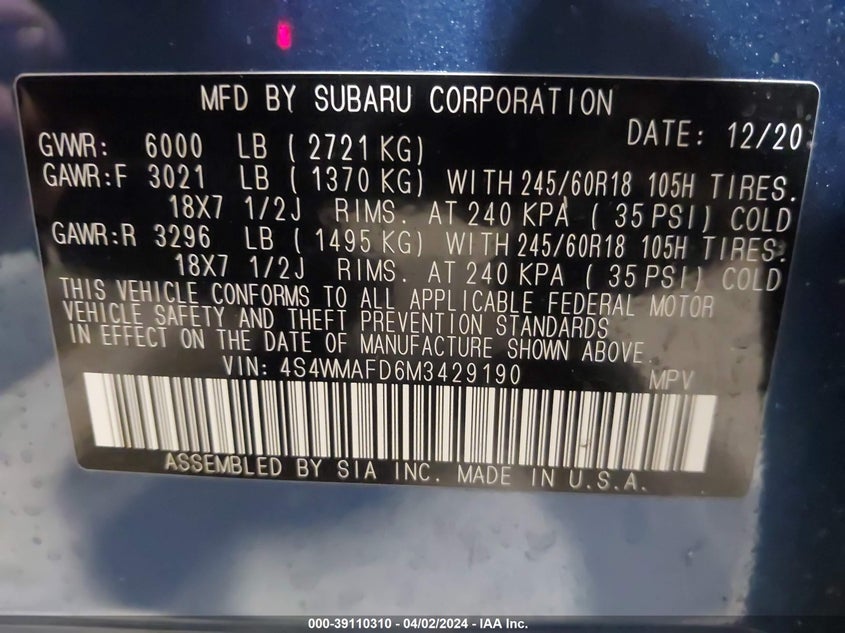 MFD BY SUBARU CORPORATION
DATE: 12/20
GVWR: 6000 LB ( 2721 KG)
GAWR:F 3021 LB ( 1370 KG) WITH 245/60R18 105H TIRES.
18X7 1/2J RIMS. AT 240 KPA ( 35 PSI) COLD
GAWR:R 3296 LB ( 1495 KG) WITH 245/60R18 105H TIRES.
18X7 1/2J RIMS. AT 240 KPA ( 35 PSI) COLD
THIS VEHICLE CONFORMS TO ALL APPLICABLE FEDERAL MOTOR
VEHICLE SAFETY AND THEFT PREVENTION STANDARDS
IN EFFECT ON THE DATE OF MANUFACTURE SHOWN ABOVE.
VIN: 4S4WMAFD6M3429190 MPV
ASSEMBLED BY SIA INC. MADE IN U.S.A.
000-39110310 - 04/02/2024 - IAA Inc.